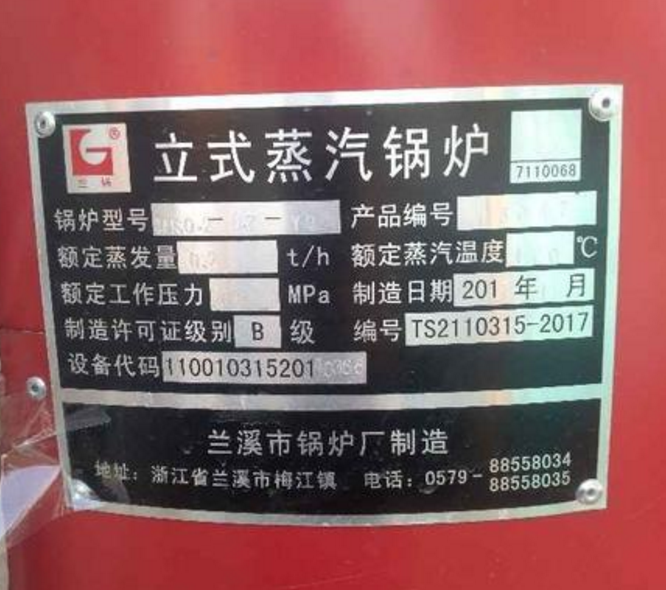 兰锅 ®
立式蒸汽锅炉
7110068
锅炉型号 产品编号
额定蒸发量 t/h 额定蒸汽温度 ℃
额定工作压力 MPa 制造日期 201 年 月
制造许可证级别 B 级 编号 TS2110315-2017
设备代码 110010315201
兰溪市锅炉厂制造
地址: 浙江省兰溪市梅江镇 电话: 0579-88558034
88558035